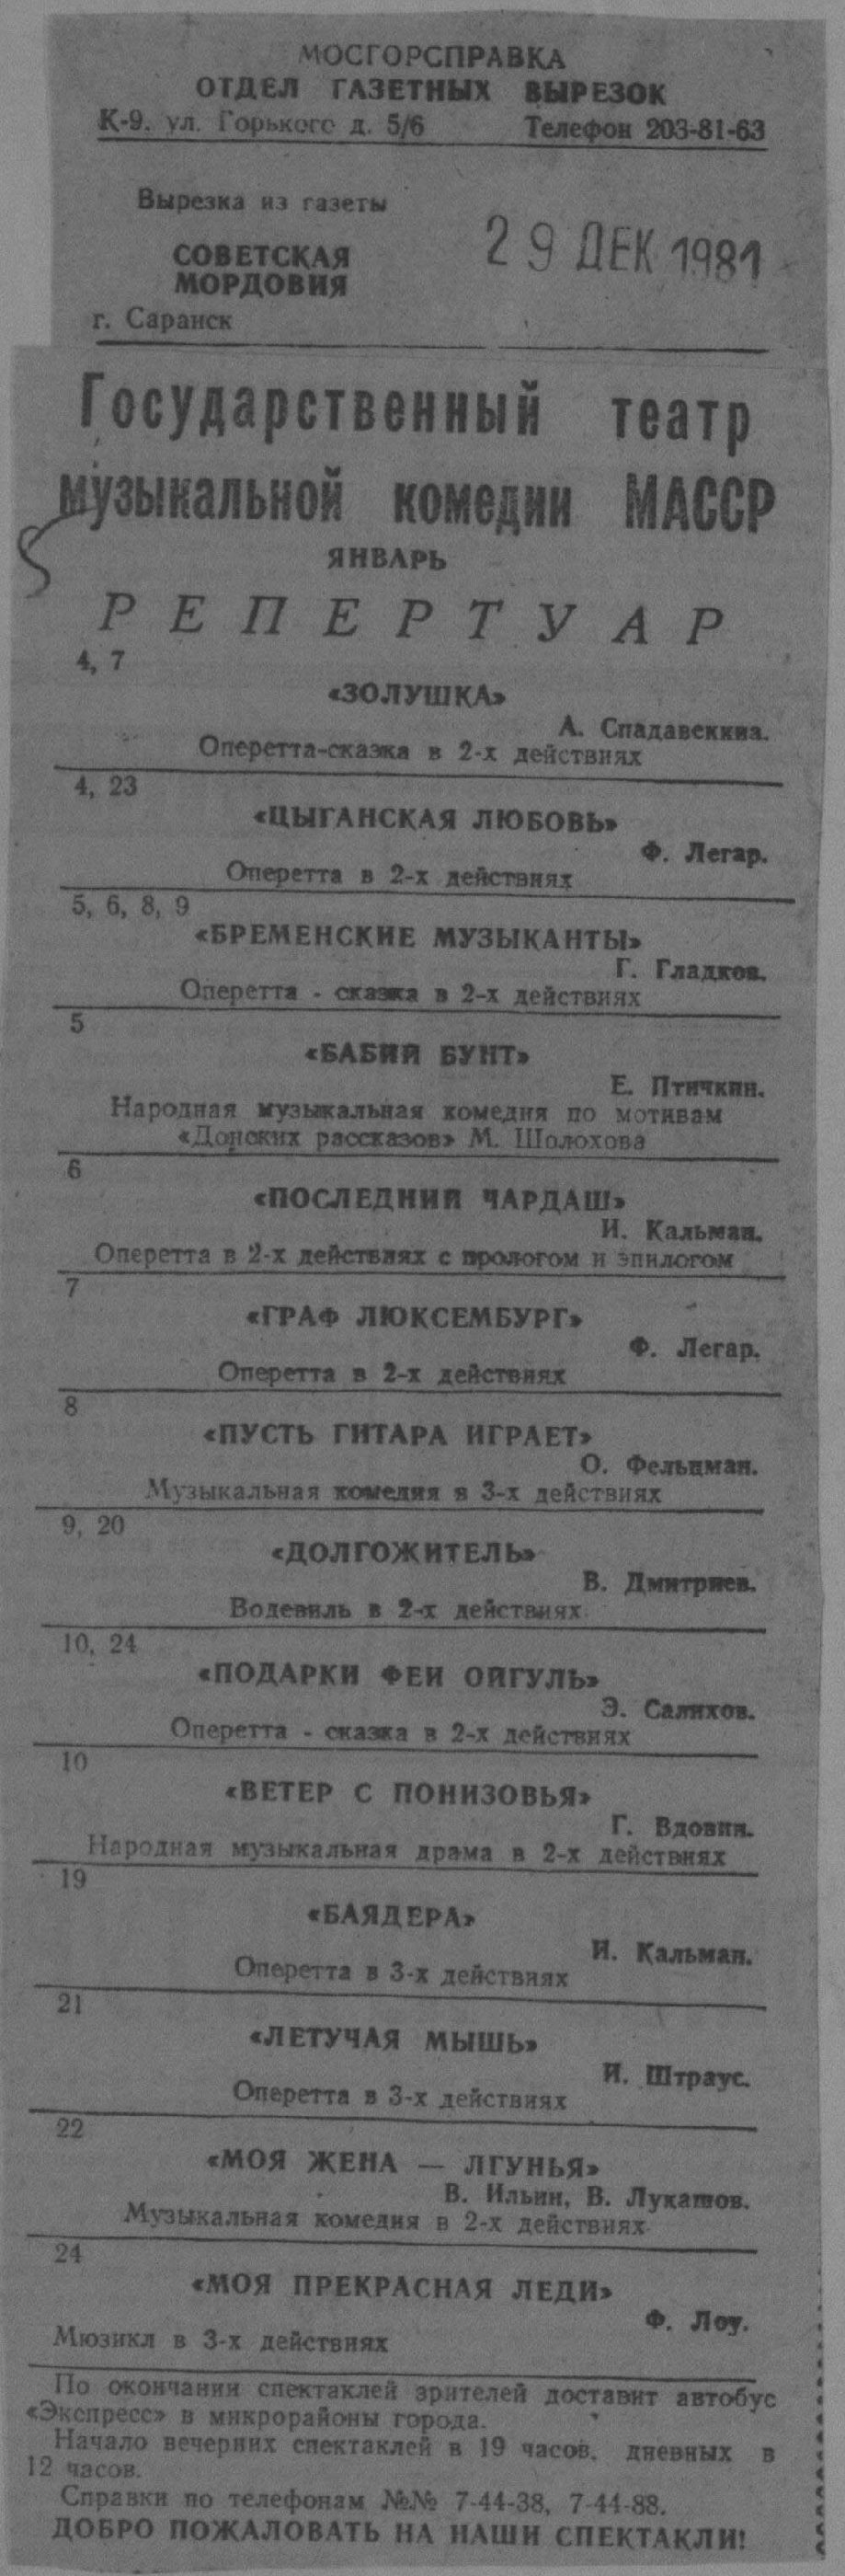 МОСГОРСПРАВКА
ОТДЕЛ ГАЗЕТНЫХ ВЫРЕЗОК
К-9. ул. Горького д. 5/6 Телефон 203-81-63
Вырезка из газеты
СОВЕТСКАЯ
МОРДОВИЯ
29 ДЕК 1981
г. Саранск
Государственный театр
музыкальной комедии МАССР
ЯНВАРЬ
РЕПЕРТУАР
4, 7
«ЗОЛУШКА»
А. Спадавеккиа.
Оперетта-сказка в 2-х действиях
4, 23
«ЦЫГАНСКАЯ ЛЮБОВЬ»
Ф. Легар.
Оперетта в 2-х действиях
5, 6, 8, 9
«БРЕМЕНСКИЕ МУЗЫКАНТЫ»
Г. Гладков.
Оперетта - сказка в 2-х действиях
5
«БАБИЙ БУНТ»
Е. Птичкин.
Народная музыкальная комедия по мотивам
«Донских рассказов» М. Шолохова
6
«ПОСЛЕДНИЙ ЧАРДАШ»
И. Кальман.
Оперетта в 2-х действиях с прологом и эпилогом
7
«ГРАФ ЛЮКСЕМБУРГ»
Ф. Легар.
Оперетта в 2-х действиях
8
«ПУСТЬ ГИТАРА ИГРАЕТ»
О. Фельцман.
Музыкальная комедия в 3-х действиях
9, 20
«ДОЛГОЖИТЕЛЬ»
В. Дмитриев.
Водевиль в 2-х действиях
10, 24
«ПОДАРКИ ФЕИ ОЙГУЛЬ»
Э. Салихов.
Оперетта - сказка в 2-х действиях
10
«ВЕТЕР С ПОНИЗОВЬЯ»
Г. Вдовин.
Народная музыкальная драма в 2-х действиях
19
«БАЯДЕРА»
И. Кальман.
Оперетта в 3-х действиях
21
«ЛЕТУЧАЯ МЫШЬ»
И. Штраус.
Оперетта в 3-х действиях
22
«МОЯ ЖЕНА — ЛГУНЬЯ»
В. Ильин, В. Лукашов.
Музыкальная комедия в 2-х действиях
24
«МОЯ ПРЕКРАСНАЯ ЛЕДИ»
Ф. Лоу.
Мюзикл в 3-х действиях
По окончании спектаклей зрителей доставит автобус
«Экспресс» в микрорайоны города.
Начало вечерних спектаклей в 19 часов, дневных в
12 часов.
Справки по телефонам №№ 7-44-38, 7-44-88.
ДОБРО ПОЖАЛОВАТЬ НА НАШИ СПЕКТАКЛИ!